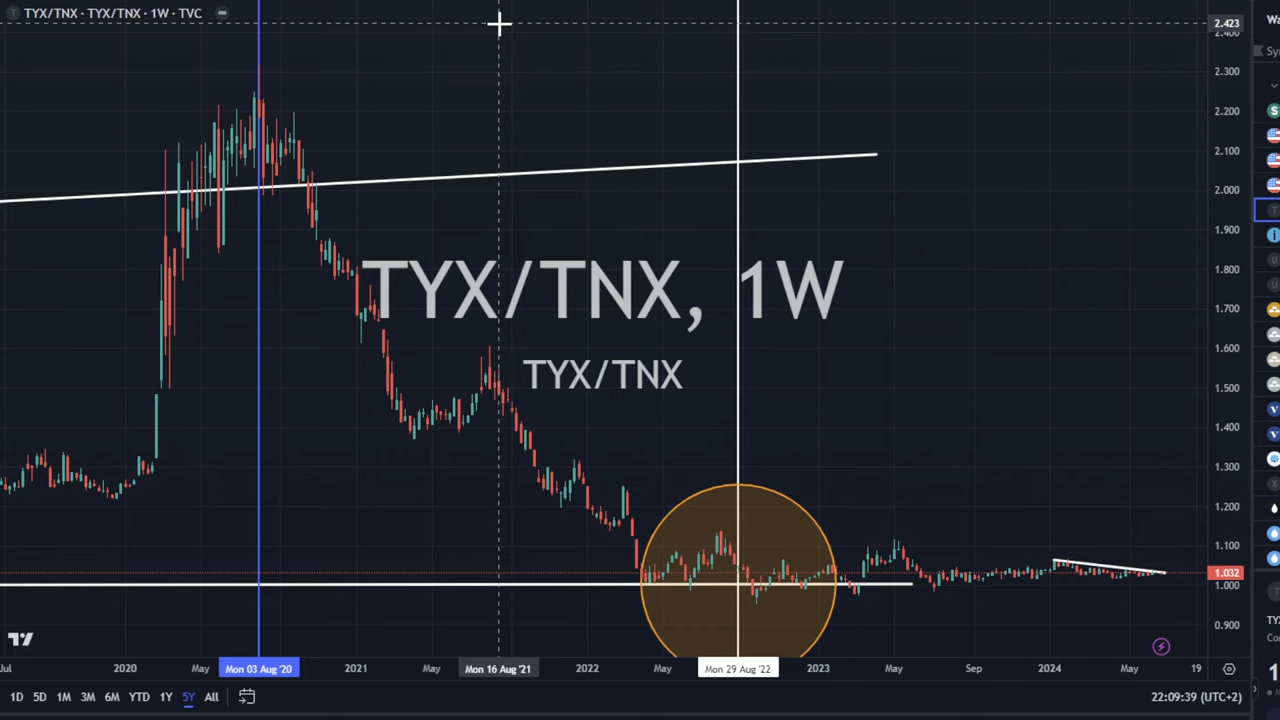 TYX/TNX · TYX/TNX · 1W · TVC
2.423
2.400
2.300
2.200
2.100
2.000
1.900
1.800
1.700
1.600
1.500
1.400
1.300
1.200
1.100
1.032
1.000
0.900
TYX/TNX, 1W
TYX/TNX
2020
May
Mon 03 Aug '20
2021
May
Mon 16 Aug '21
2022
May
Mon 29 Aug '22
2023
May
Sep
2024
May
19
1D 5D 1M 3M 6M YTD 1Y 5Y All
22:09:39 (UTC+2)